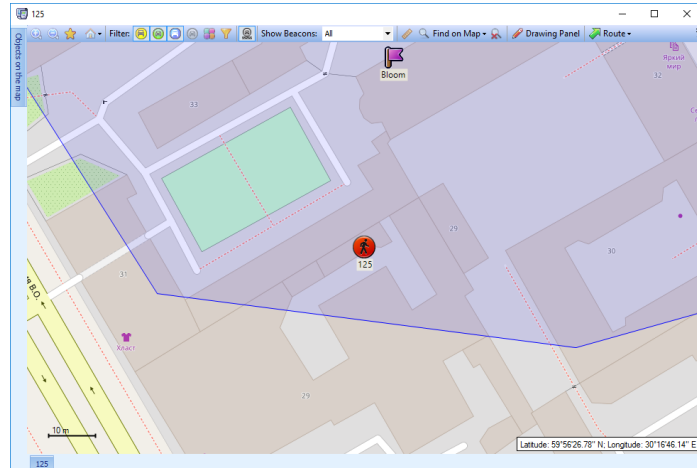 125
Filter:
Show Beacons:
All
Find on Map
Drawing Panel
Route
Objects on the map
Bloom
Яркий
мир
32
33
29
30
125
31
Хласт
29
10 m
Latitude: 59°56'26.78'' N; Longitude: 30°16'46.14'' E
125